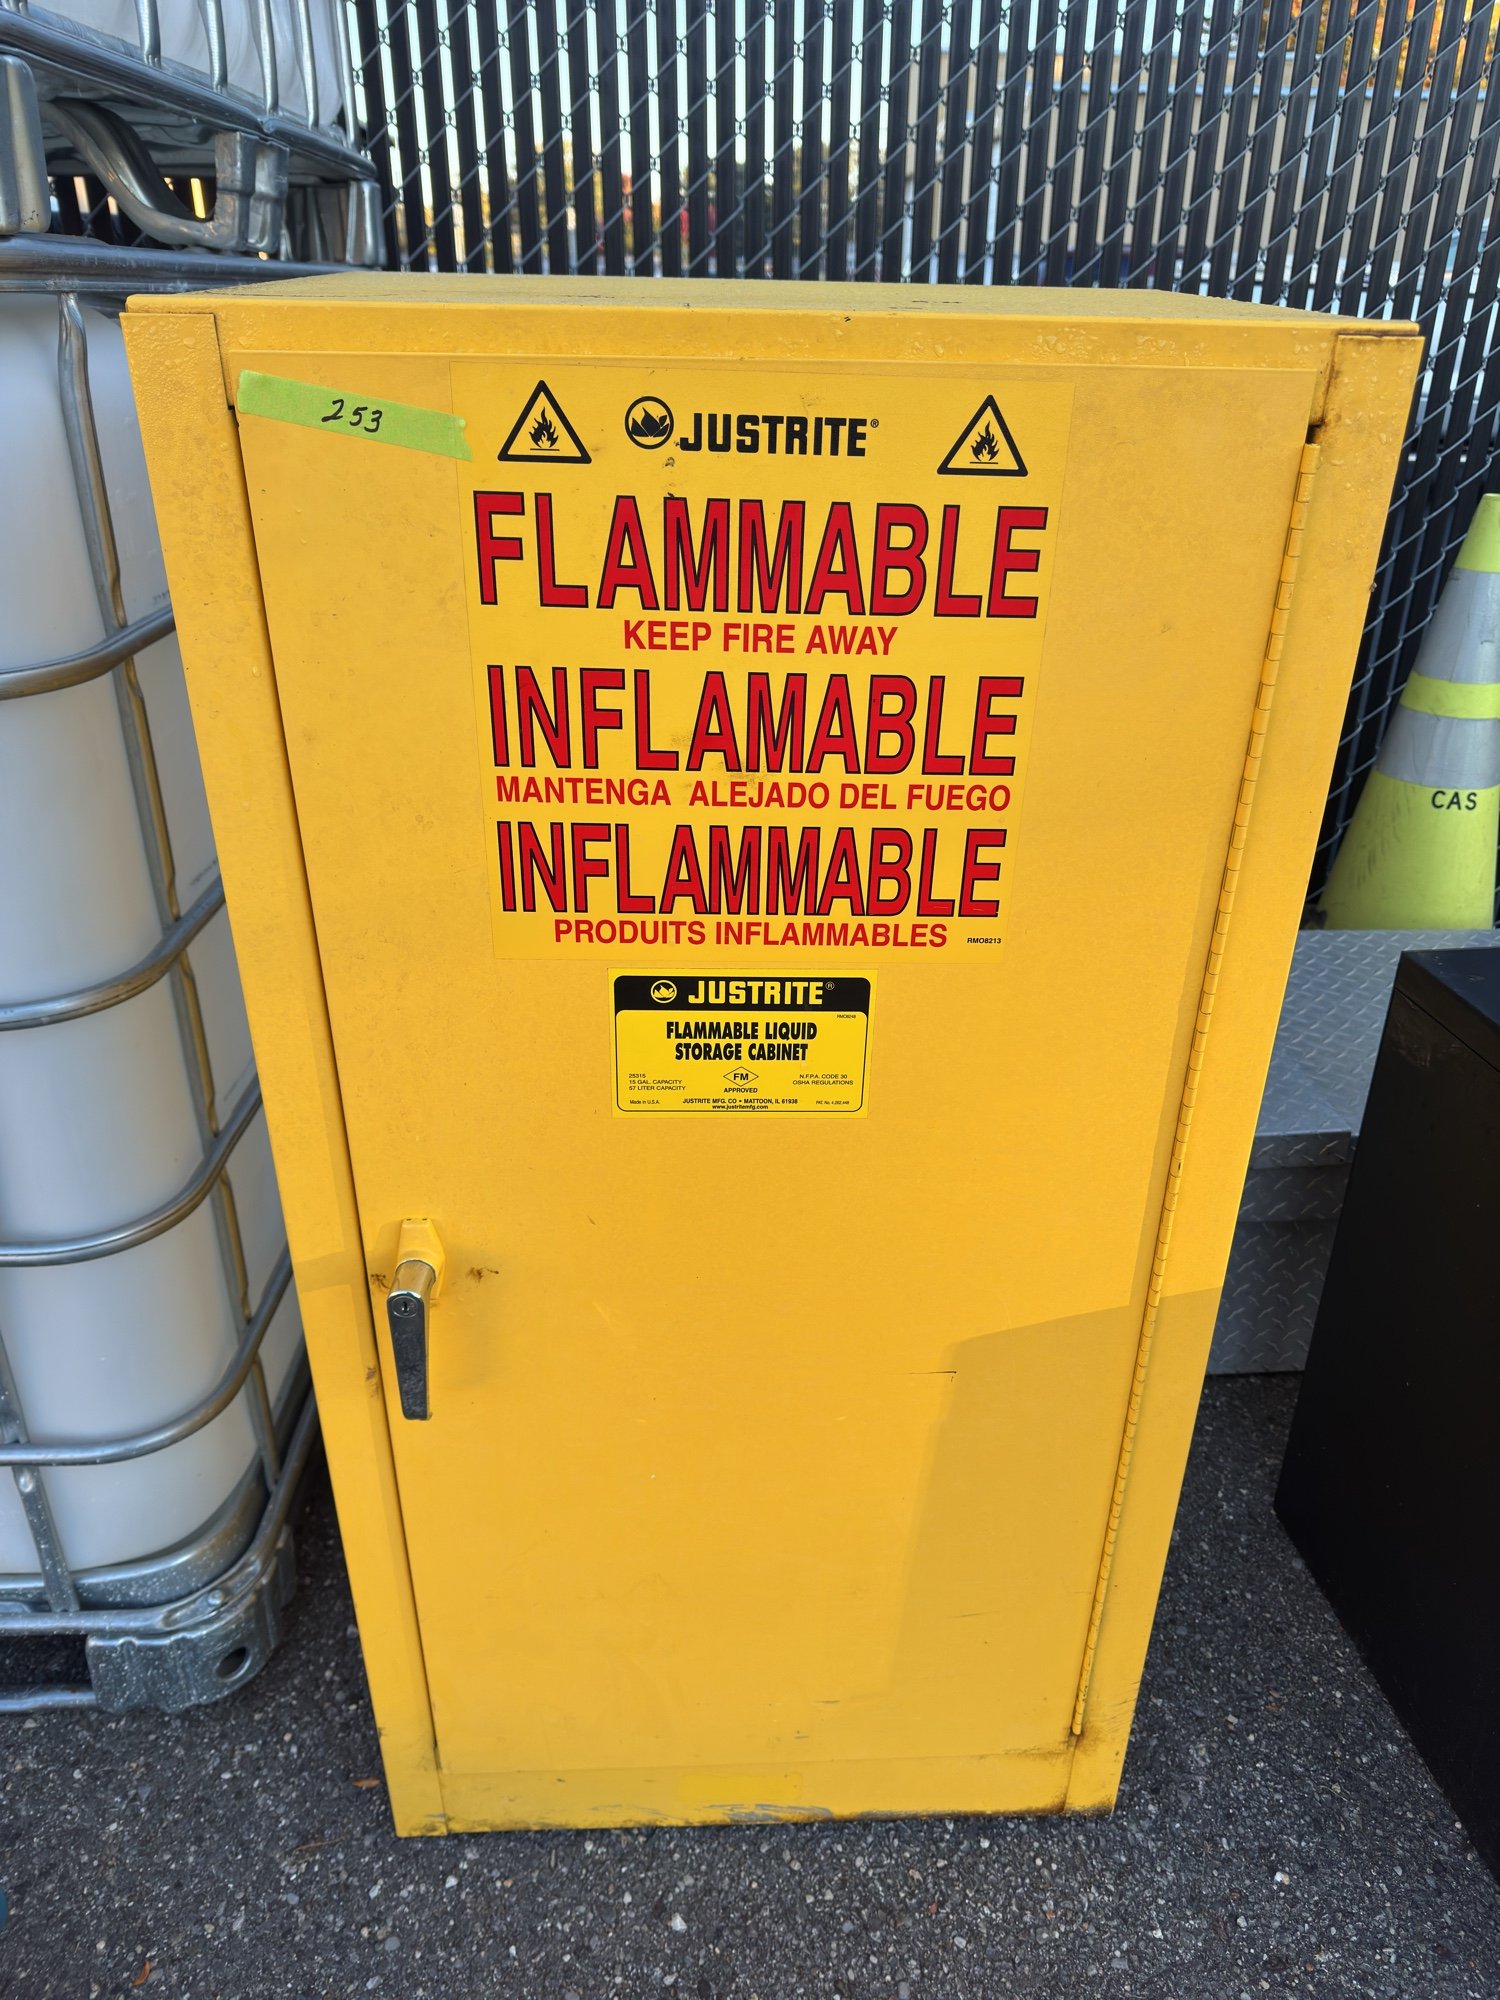 253
JUSTRITE®
FLAMMABLE
KEEP FIRE AWAY
INFLAMABLE
MANTENGA ALEJADO DEL FUEGO
INFLAMMABLE
PRODUITS INFLAMMABLES
RMO8213
JUSTRITE®
RMO8248
FLAMMABLE LIQUID
STORAGE CABINET
25315
15 GAL. CAPACITY
57 LITER CAPACITY
FM
APPROVED
N.F.P.A. CODE 30
OSHA REGULATIONS
Made in U.S.A.
JUSTRITE MFG. CO • MATTOON, IL 61938
www.justritemfg.com
CAS